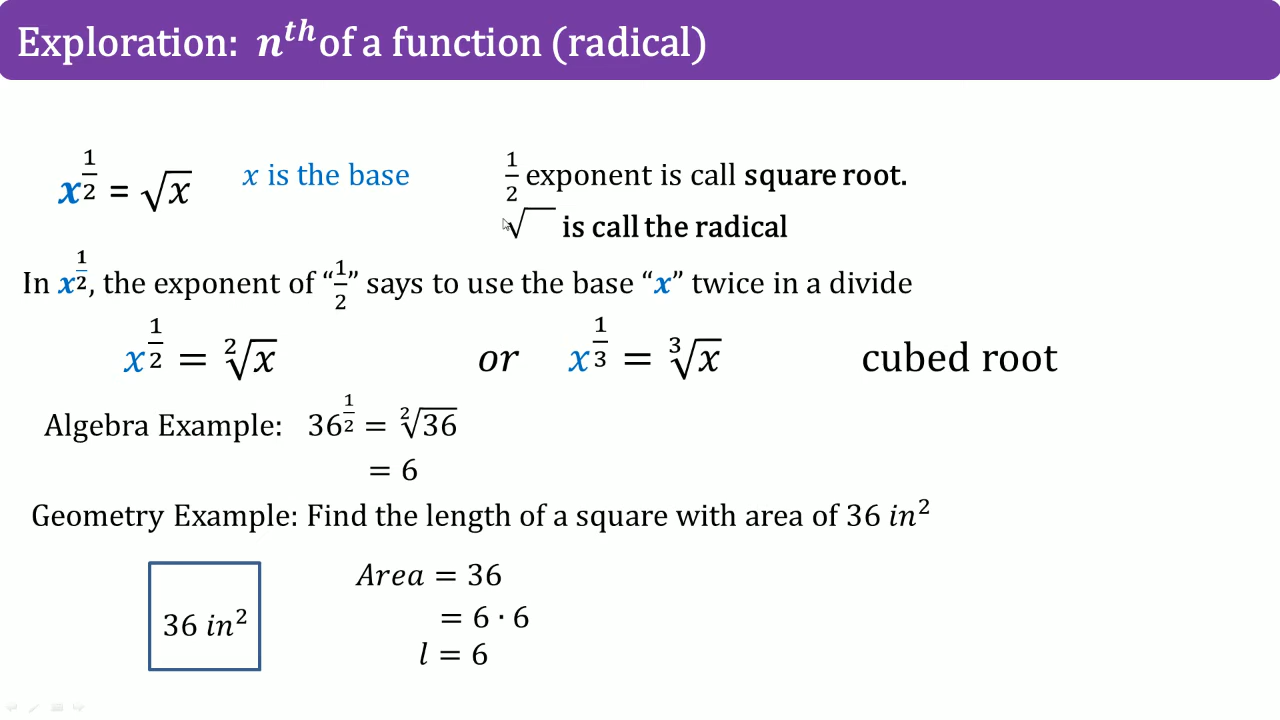 Exploration: nᵗʰ of a function (radical)
x^(1/2) = √x x is the base 1/2 exponent is call square root.
√ is call the radical
In x^(1/2), the exponent of “1/2” says to use the base “x” twice in a divide
x^(1/2) = ²√x or x^(1/3) = ³√x cubed root
Algebra Example: 36^(1/2) = ²√36
= 6
Geometry Example: Find the length of a square with area of 36 in²
36 in²
Area = 36
= 6 · 6
l = 6